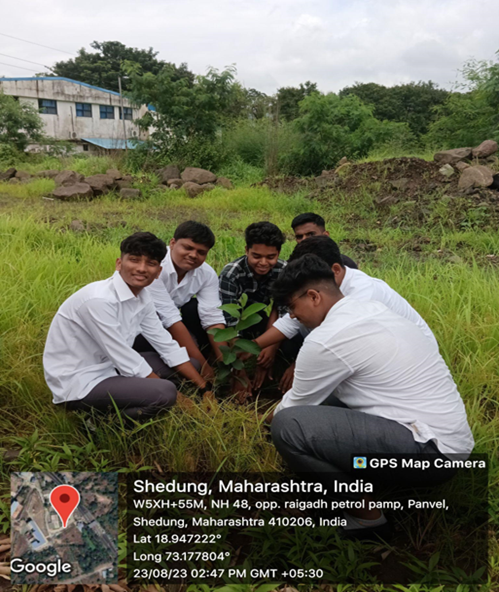 GPS Map Camera
Shedung, Maharashtra, India
W5XH+55M, NH 48, opp. raigadh petrol pamp, Panvel,
Shedung, Maharashtra 410206, India
Lat 18.947222°
Long 73.177804°
23/08/23 02:47 PM GMT +05:30
Google